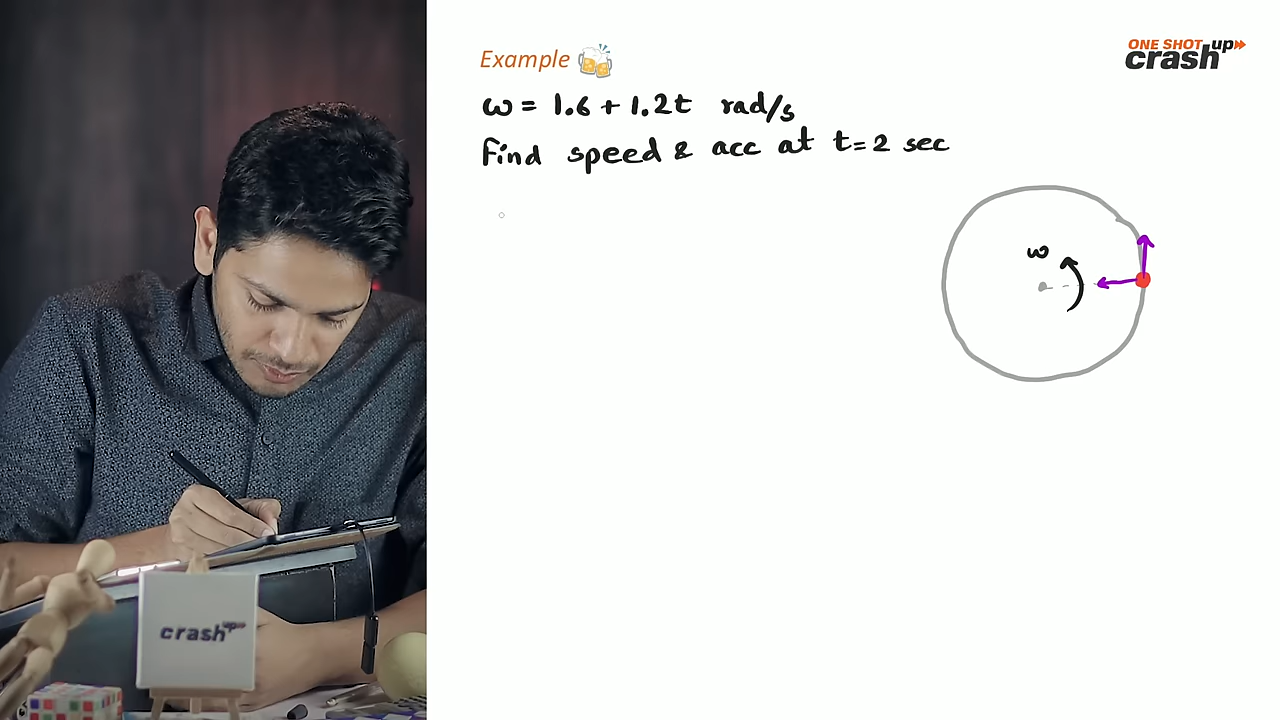 Example
ONE SHOT
crash up
ω = 1.6 + 1.2t rad/s
Find speed & acc at t = 2 sec
ω
crash up